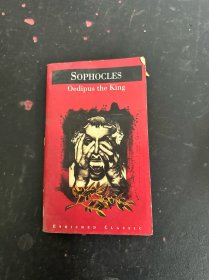 SOPHOCLES
Oedipus the King
ENRICHED CLASSIC